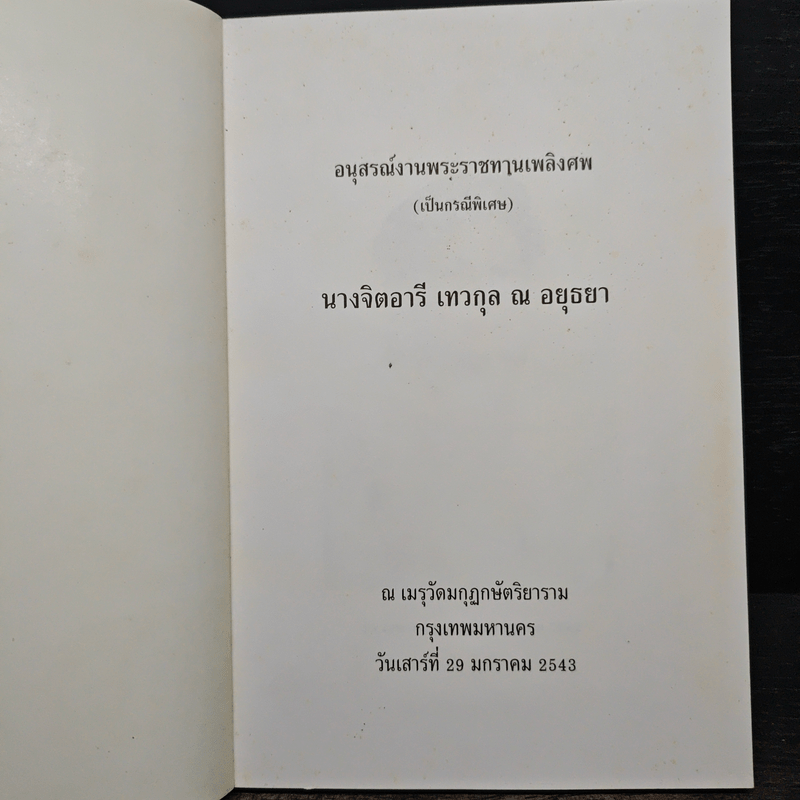 อนุสรณ์งานพระราชทานเพลิงศพ
(เป็นกรณีพิเศษ)
นางจิตอารี เทวกุล ณ อยุธยา
ณ เมรุวัดมกุฏกษัตริยาราม
กรุงเทพมหานคร
วันเสาร์ที่ 29 มกราคม 2543